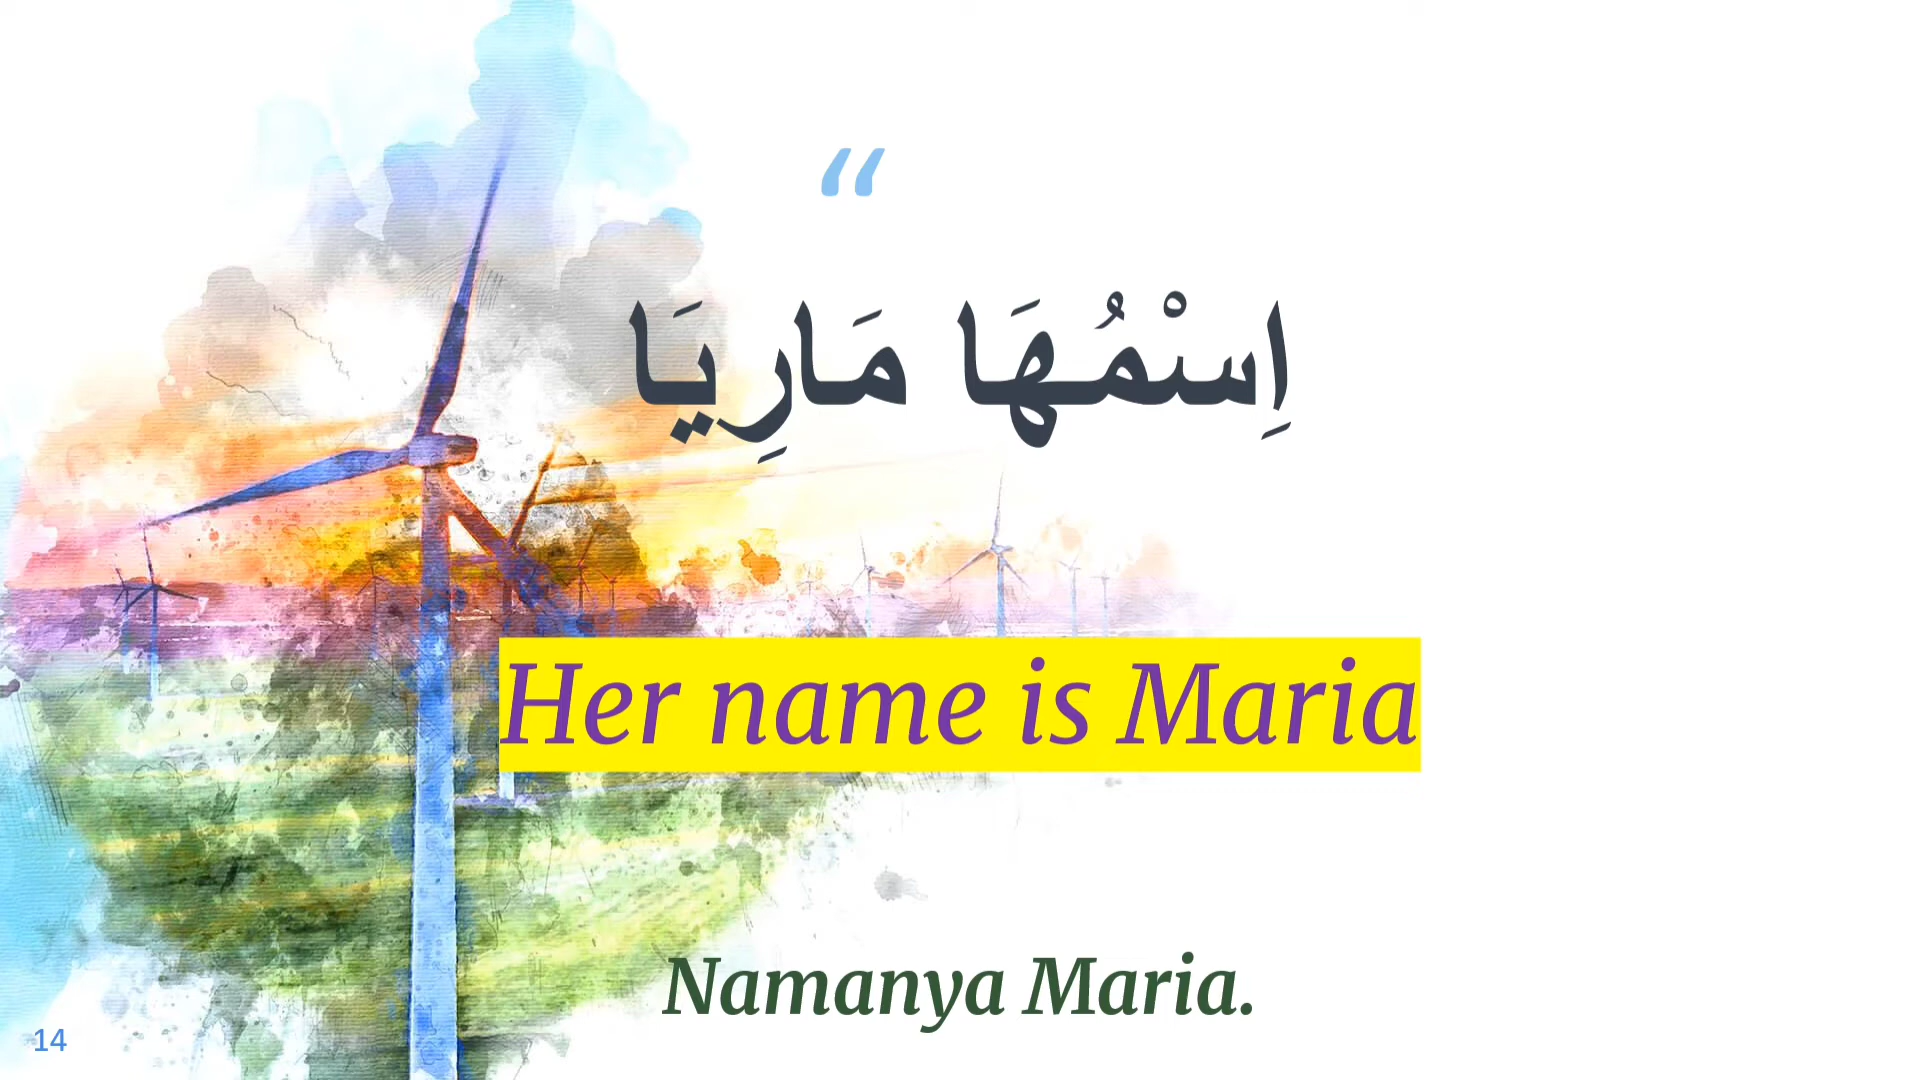 “
اِسْمُهَا مَارِيَا
Her name is Maria
Namanya Maria.
14